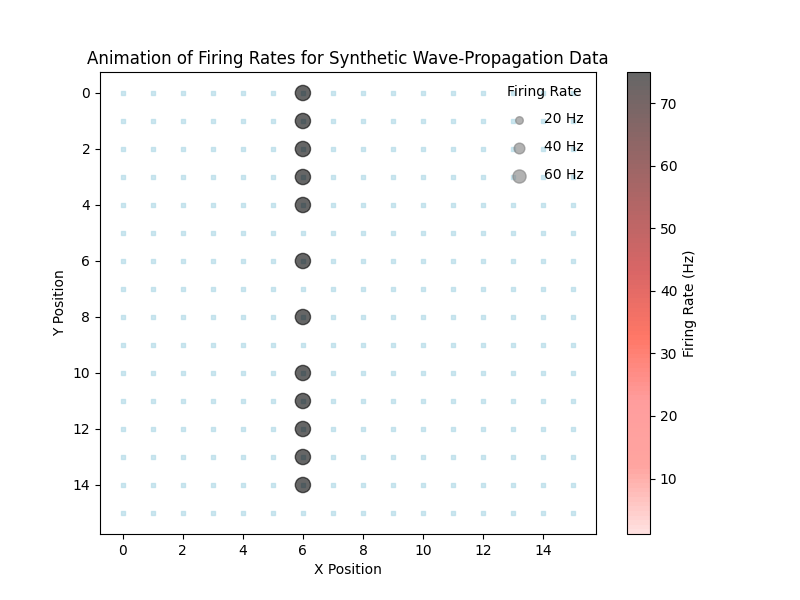 Animation of Firing Rates for Synthetic Wave-Propagation Data
Firing Rate
20 Hz
40 Hz
60 Hz
0
2
4
6
8
10
12
14
Y Position
0 2 4 6 8 10 12 14
X Position
70
60
50
40
30
20
10
Firing Rate (Hz)